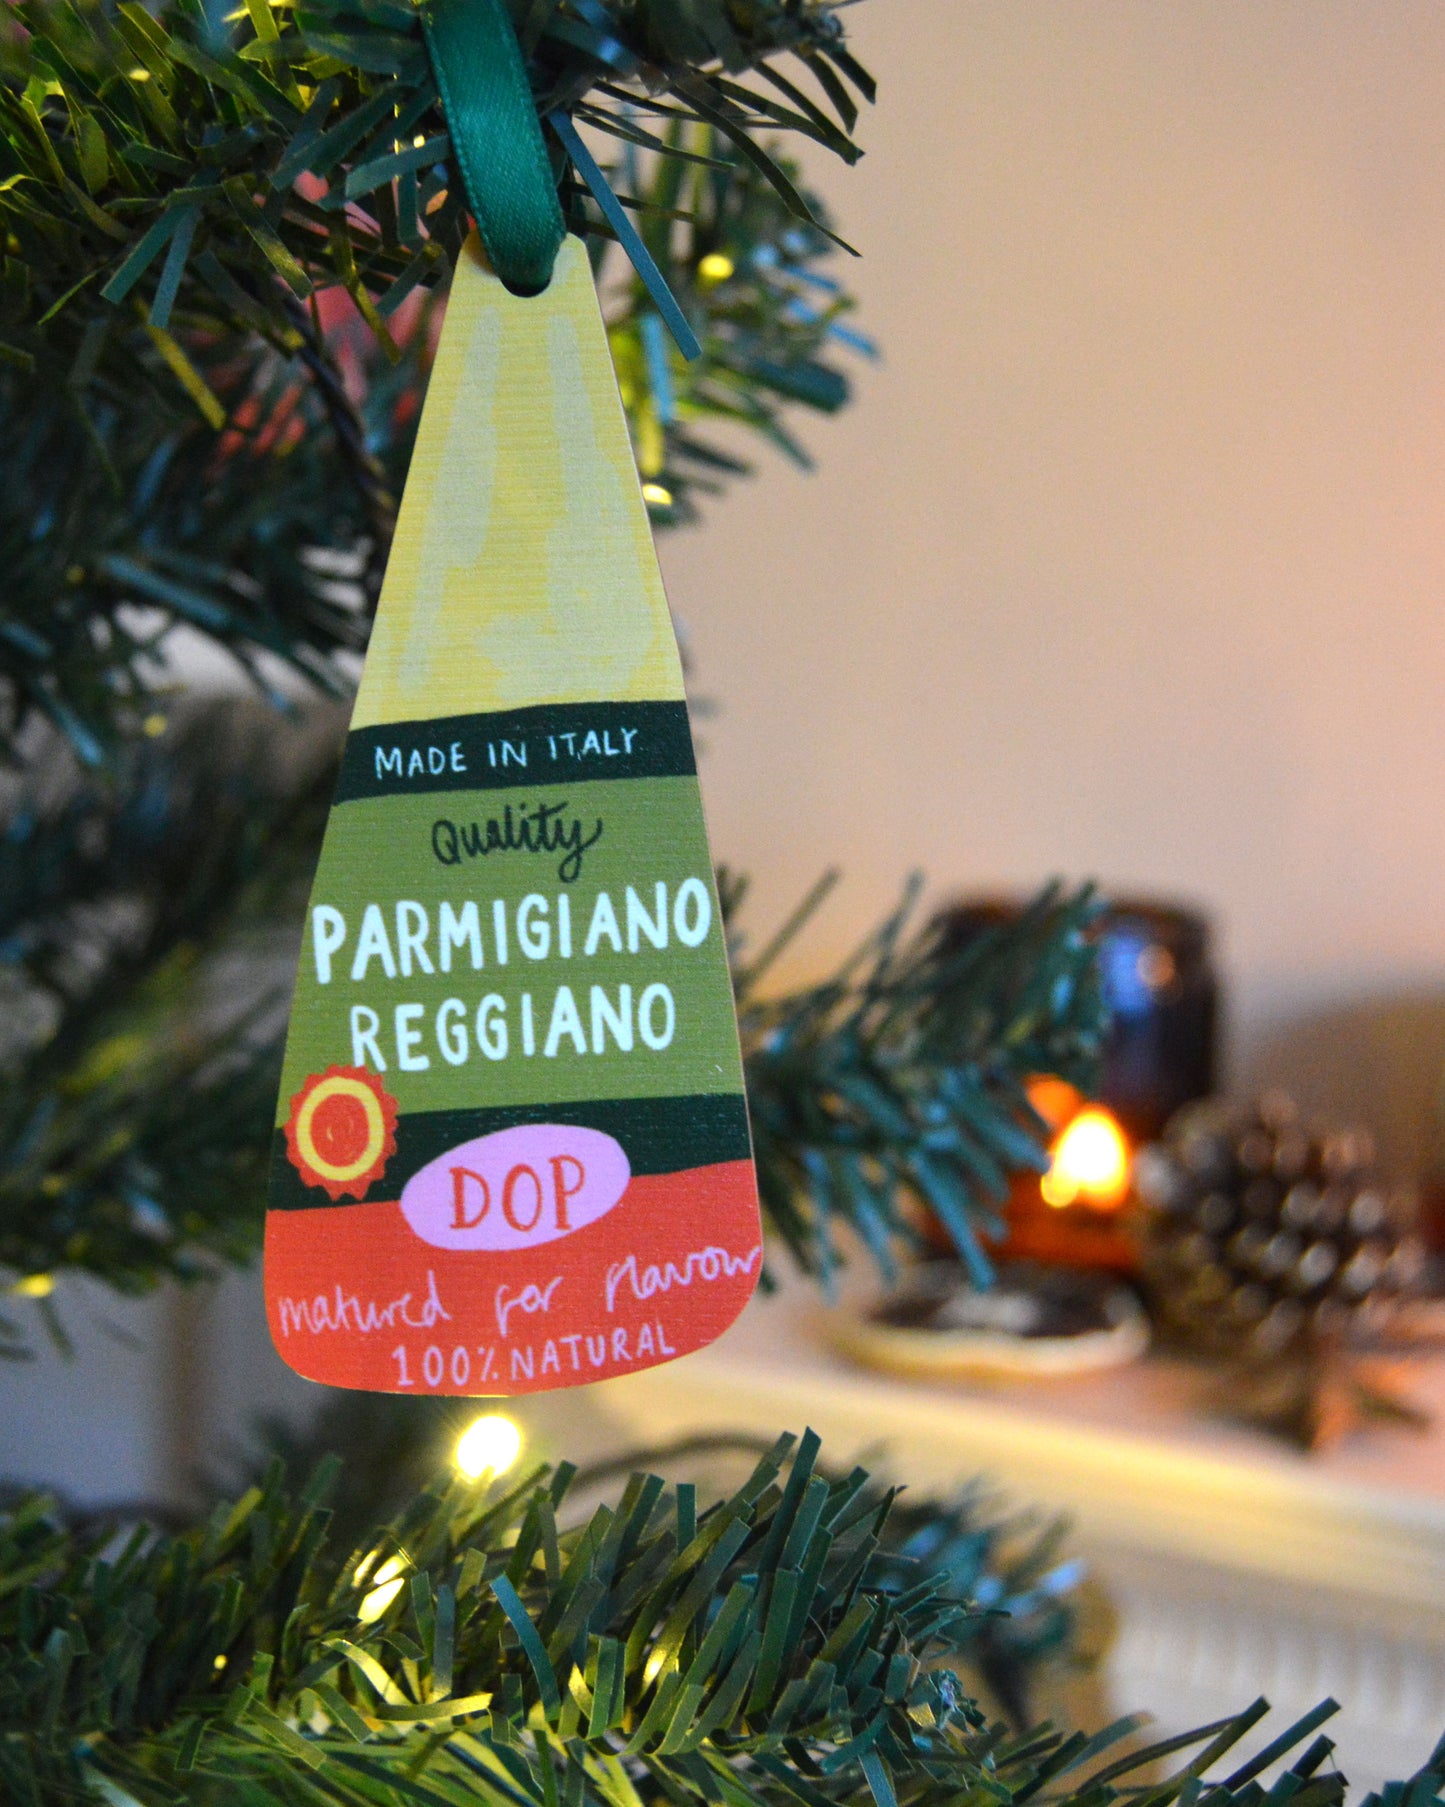 MADE IN ITALY
Quality
PARMIGIANO
REGGIANO
DOP
matured for flavour
100% NATURAL